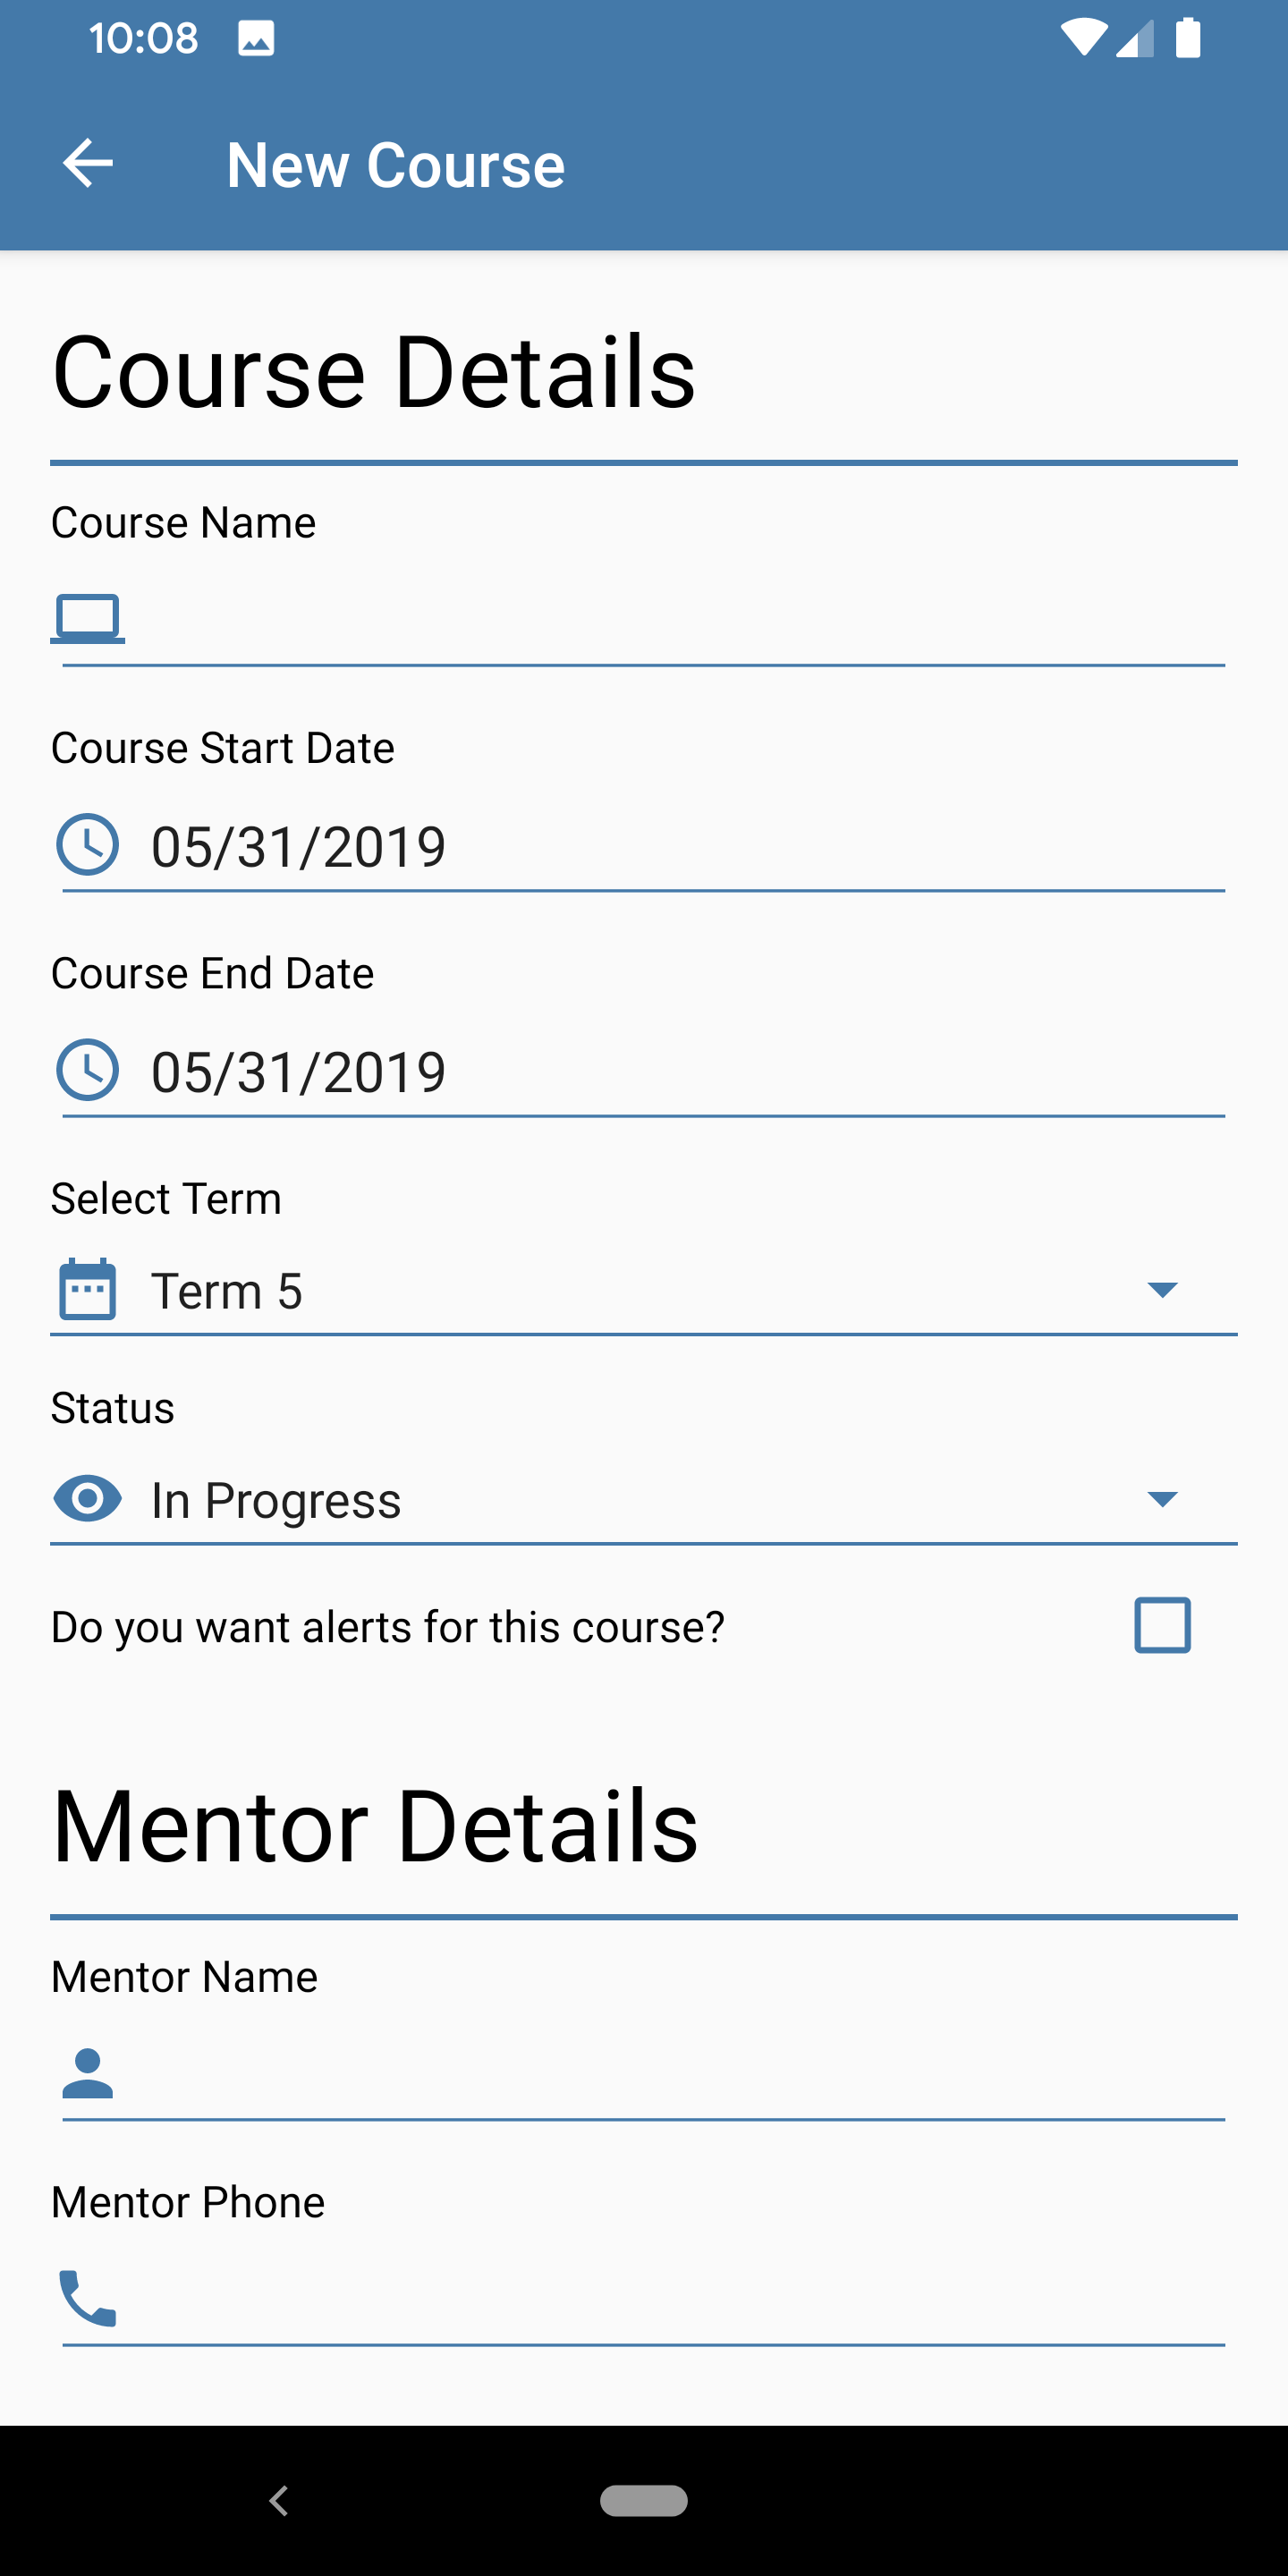 10:08
New Course
Course Details
Course Name
Course Start Date
05/31/2019
Course End Date
05/31/2019
Select Term
Term 5
Status
In Progress
Do you want alerts for this course?
Mentor Details
Mentor Name
Mentor Phone